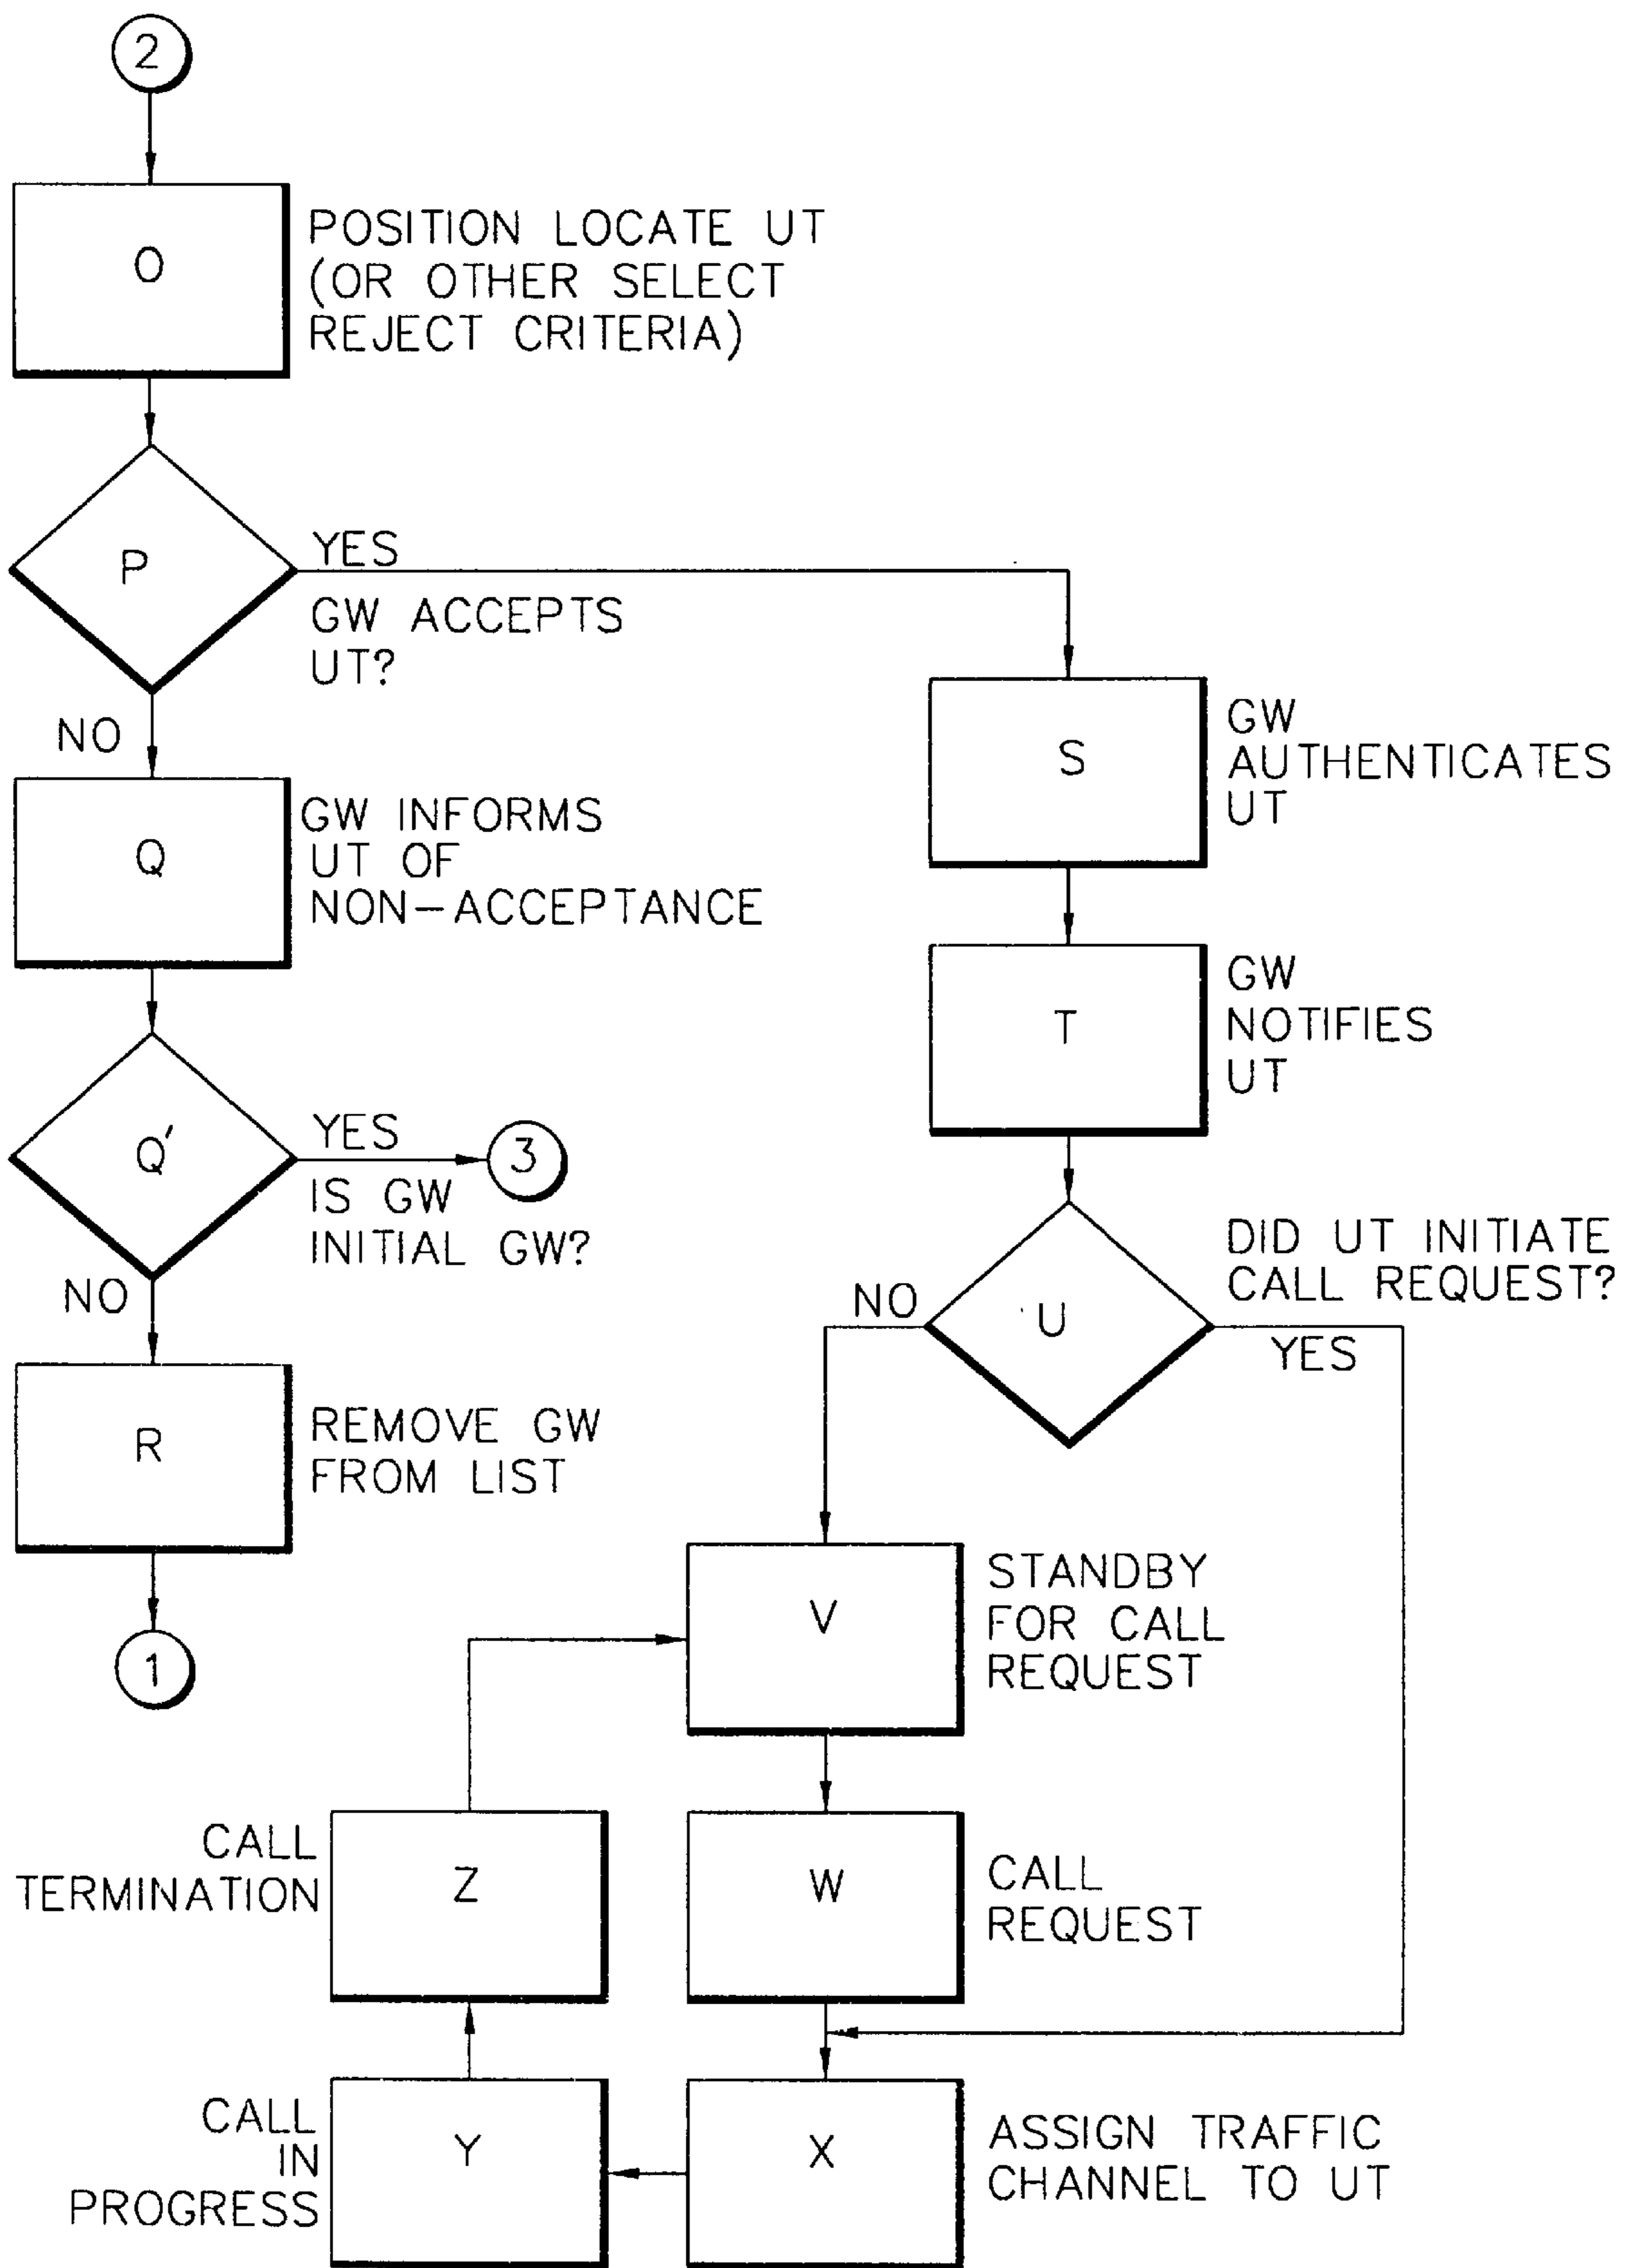 2
O
POSITION LOCATE UT
(OR OTHER SELECT
REJECT CRITERIA)
P
YES
GW ACCEPTS
UT?
NO
S
GW
AUTHENTICATES
UT
Q
GW INFORMS
UT OF
NON-ACCEPTANCE
T
GW
NOTIFIES
UT
Q'
YES
3
IS GW
INITIAL GW?
NO
DID UT INITIATE
CALL REQUEST?
NO
U
YES
R
REMOVE GW
FROM LIST
1
V
STANDBY
FOR CALL
REQUEST
CALL
TERMINATION
Z
W
CALL
REQUEST
CALL
IN
PROGRESS
Y
X
ASSIGN TRAFFIC
CHANNEL TO UT